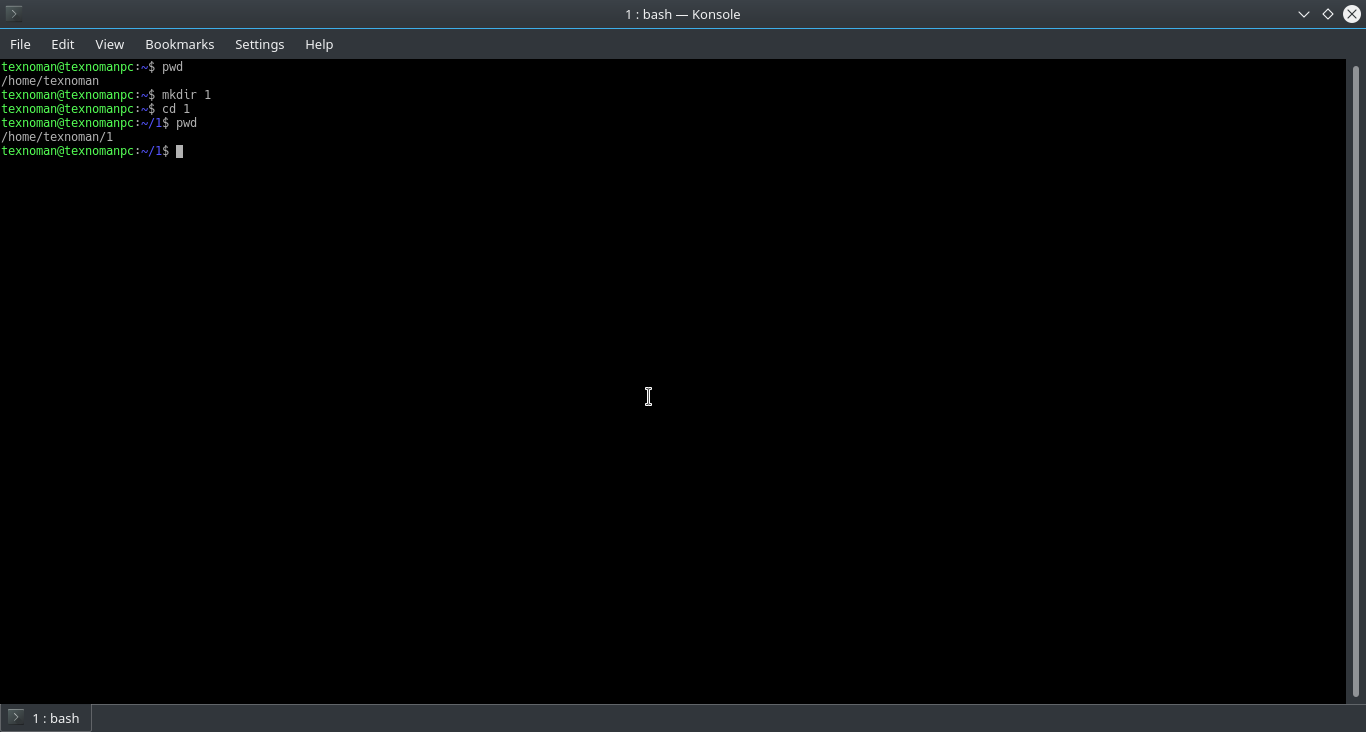 1 : bash — Konsole
File Edit View Bookmarks Settings Help
texnoman@texnomanpc:~$ pwd
/home/texnoman
texnoman@texnomanpc:~$ mkdir 1
texnoman@texnomanpc:~$ cd 1
texnoman@texnomanpc:~/1$ pwd
/home/texnoman/1
texnoman@texnomanpc:~/1$
1 : bash